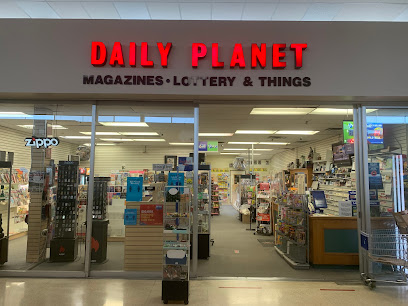 DAILY PLANET
MAGAZINES • LOTTERY & THINGS
zippo